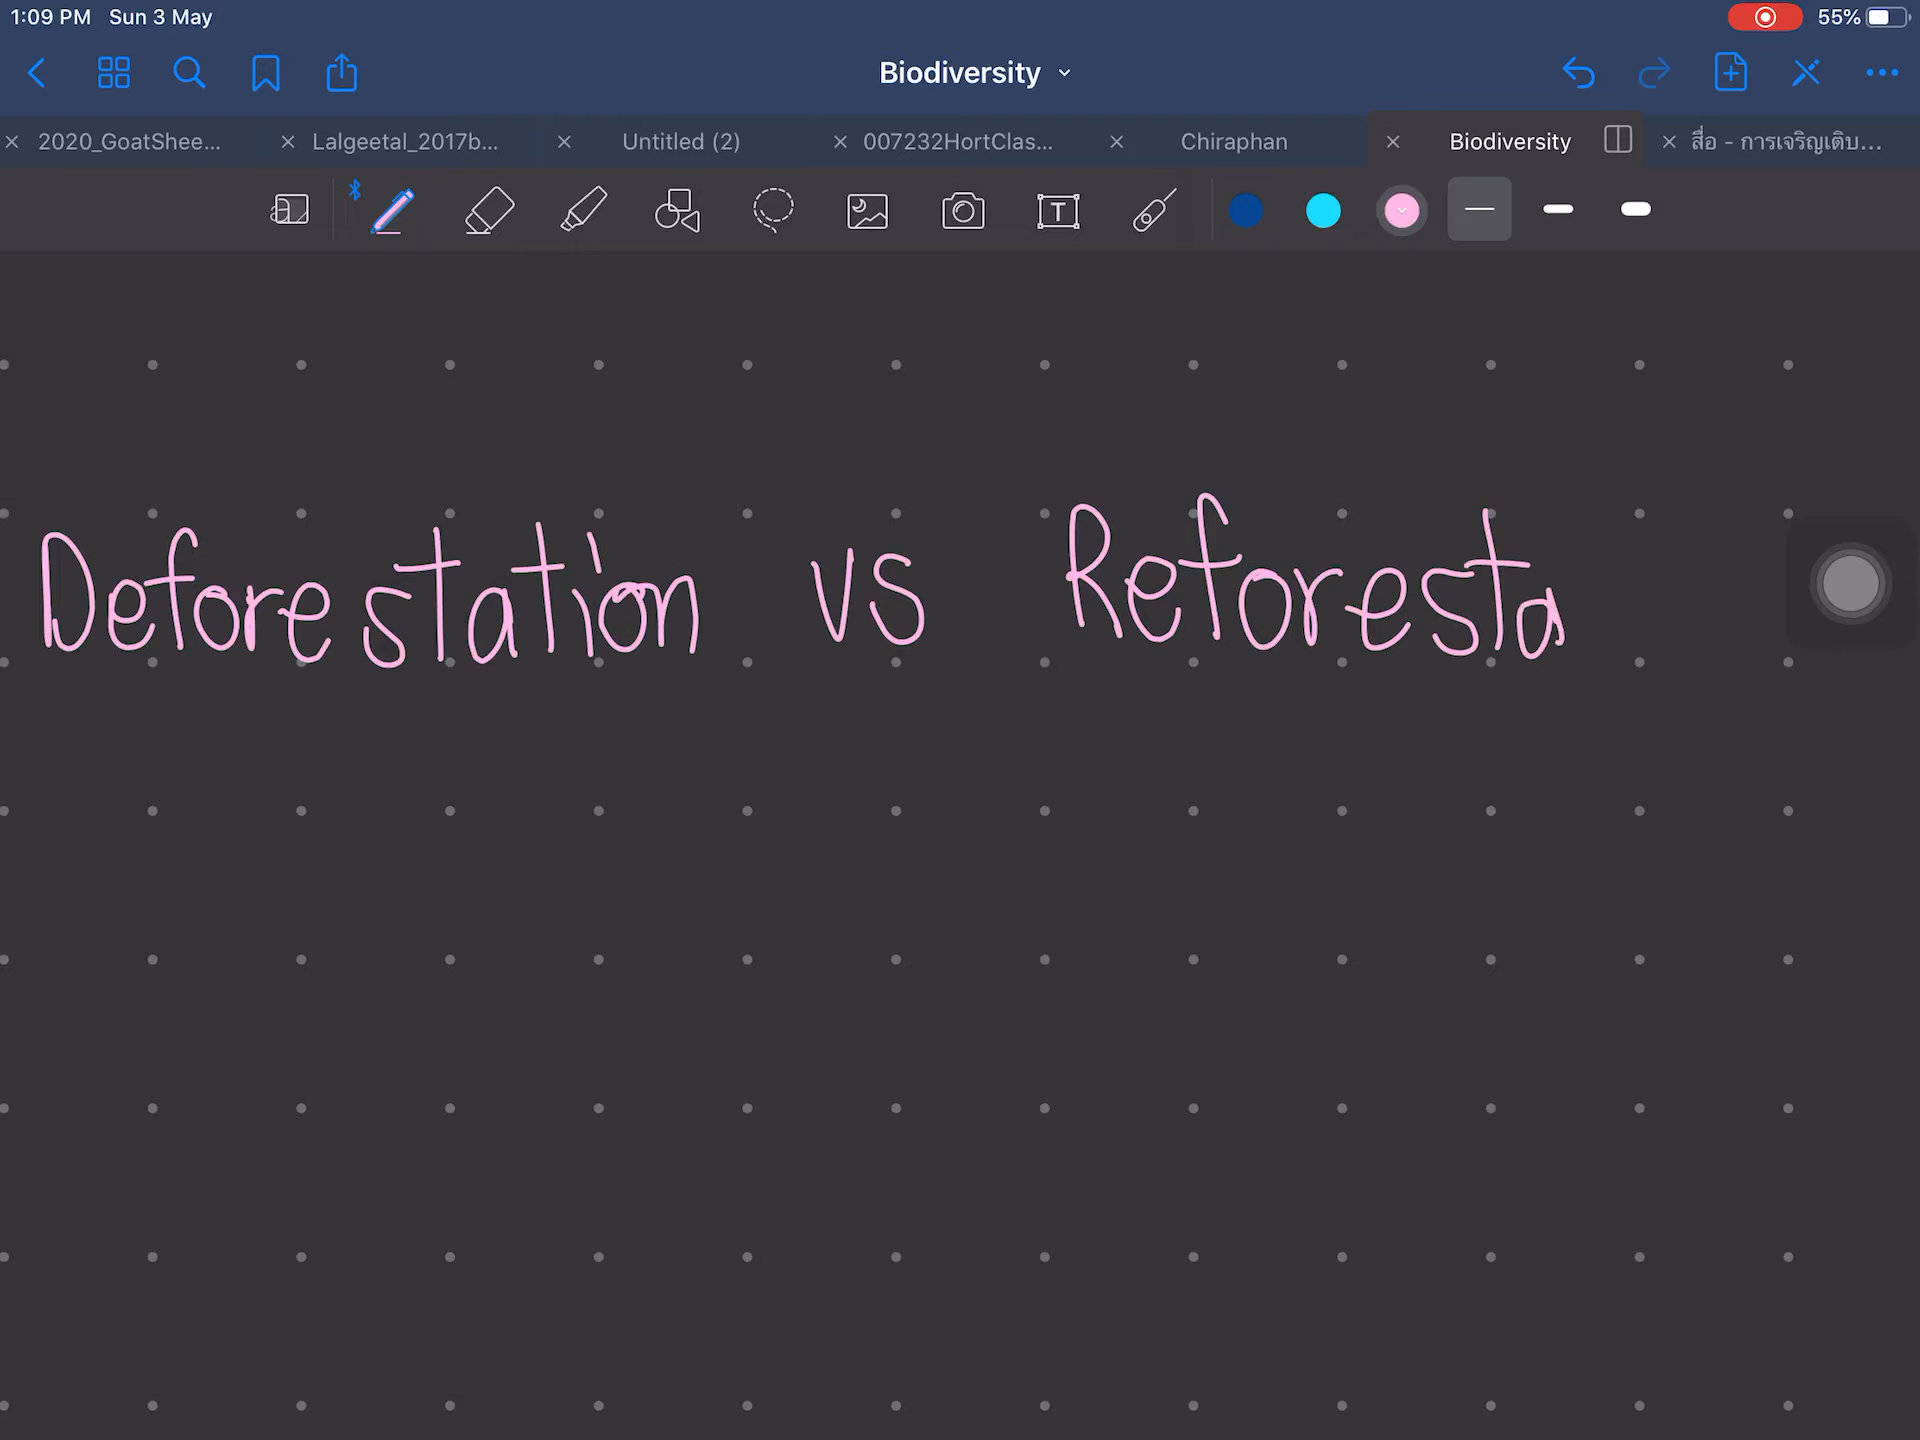 1:09 PM Sun 3 May 55%
Biodiversity
2020_GoatShee... Lalgeetal_2017b... Untitled (2) 007232HortClas... Chiraphan Biodiversity สื่อ - การเจริญเติบ...
Deforestation vs Reforesta